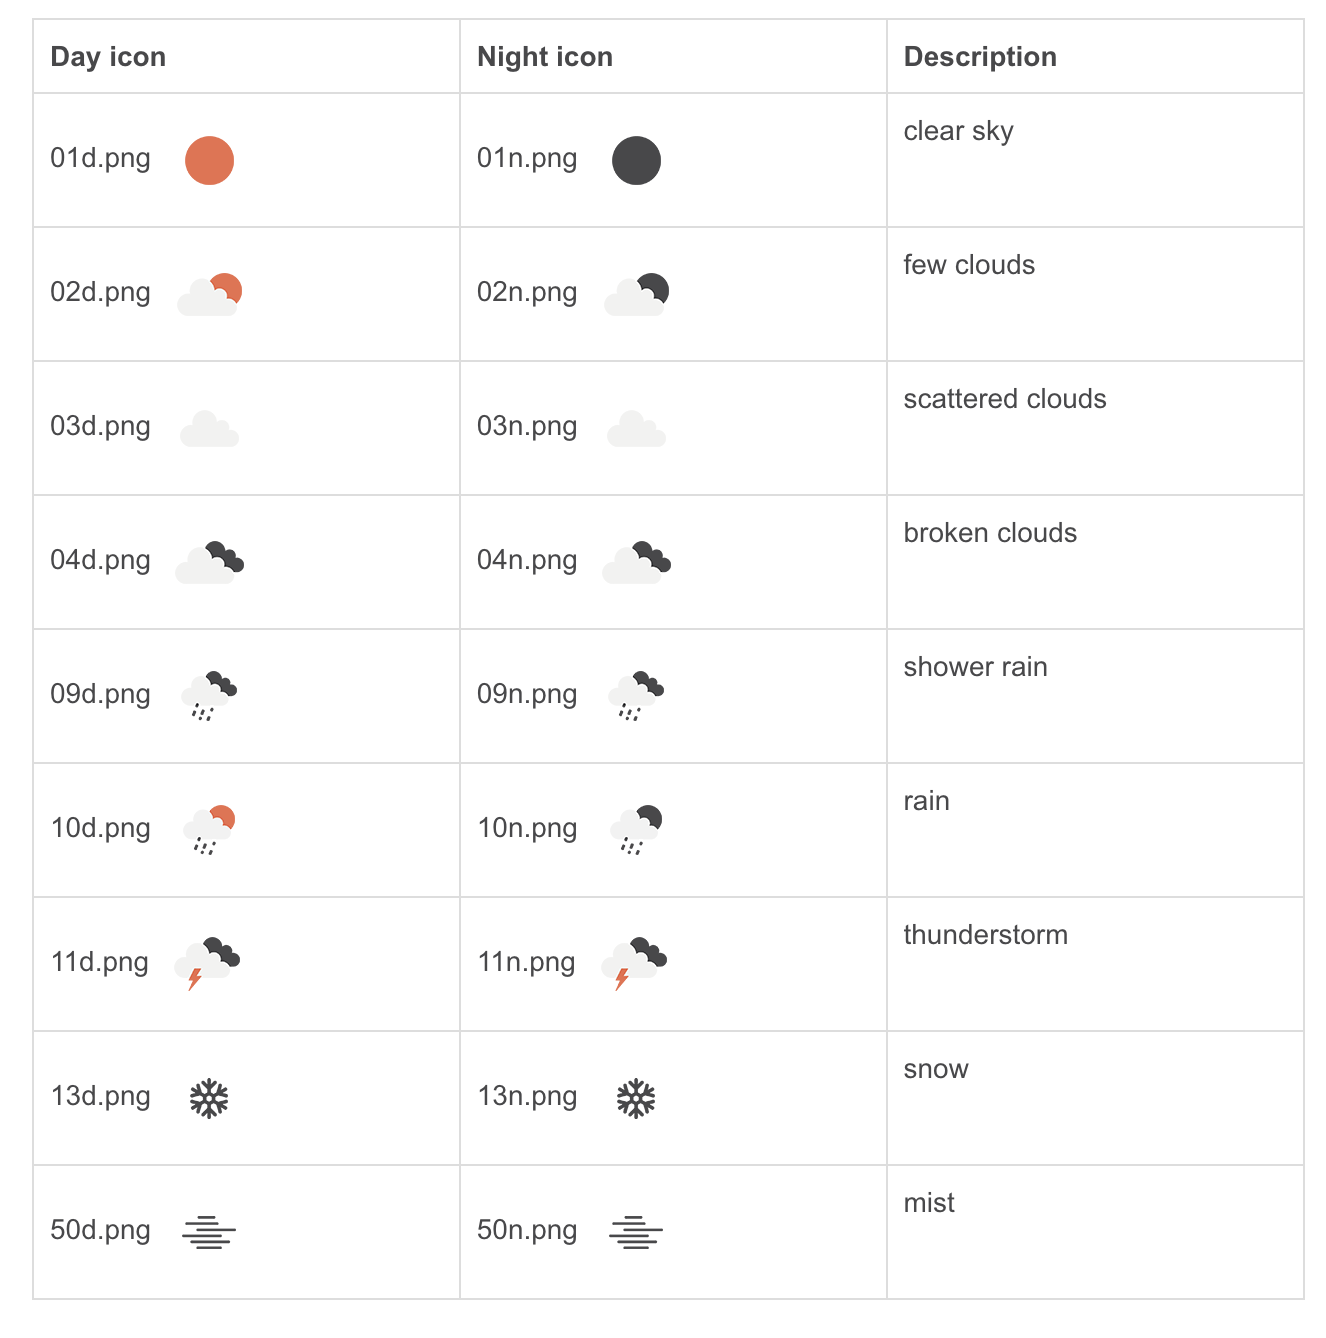 Day icon Night icon Description
01d.png 01n.png clear sky
02d.png 02n.png few clouds
03d.png 03n.png scattered clouds
04d.png 04n.png broken clouds
09d.png 09n.png shower rain
10d.png 10n.png rain
11d.png 11n.png thunderstorm
13d.png 13n.png snow
50d.png 50n.png mist